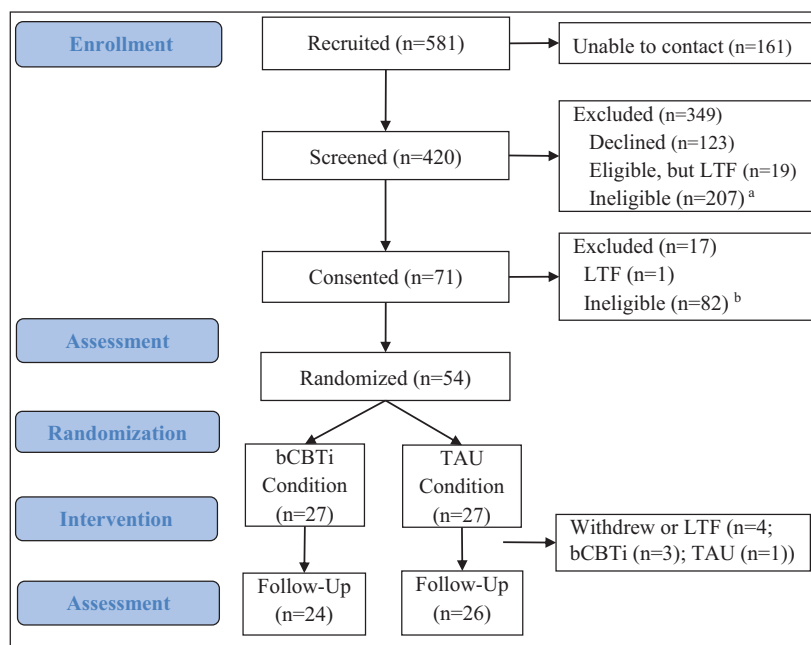 Enrollment
Recruited (n=581)
Unable to contact (n=161)
Screened (n=420)
Excluded (n=349)
Declined (n=123)
Eligible, but LTF (n=19)
Ineligible (n=207) a
Consented (n=71)
Excluded (n=17)
LTF (n=1)
Ineligible (n=82) b
Assessment
Randomized (n=54)
Randomization
bCBTi
Condition
(n=27)
TAU
Condition
(n=27)
Intervention
Withdrew or LTF (n=4;
bCBTi (n=3); TAU (n=1))
Assessment
Follow-Up
(n=24)
Follow-Up
(n=26)